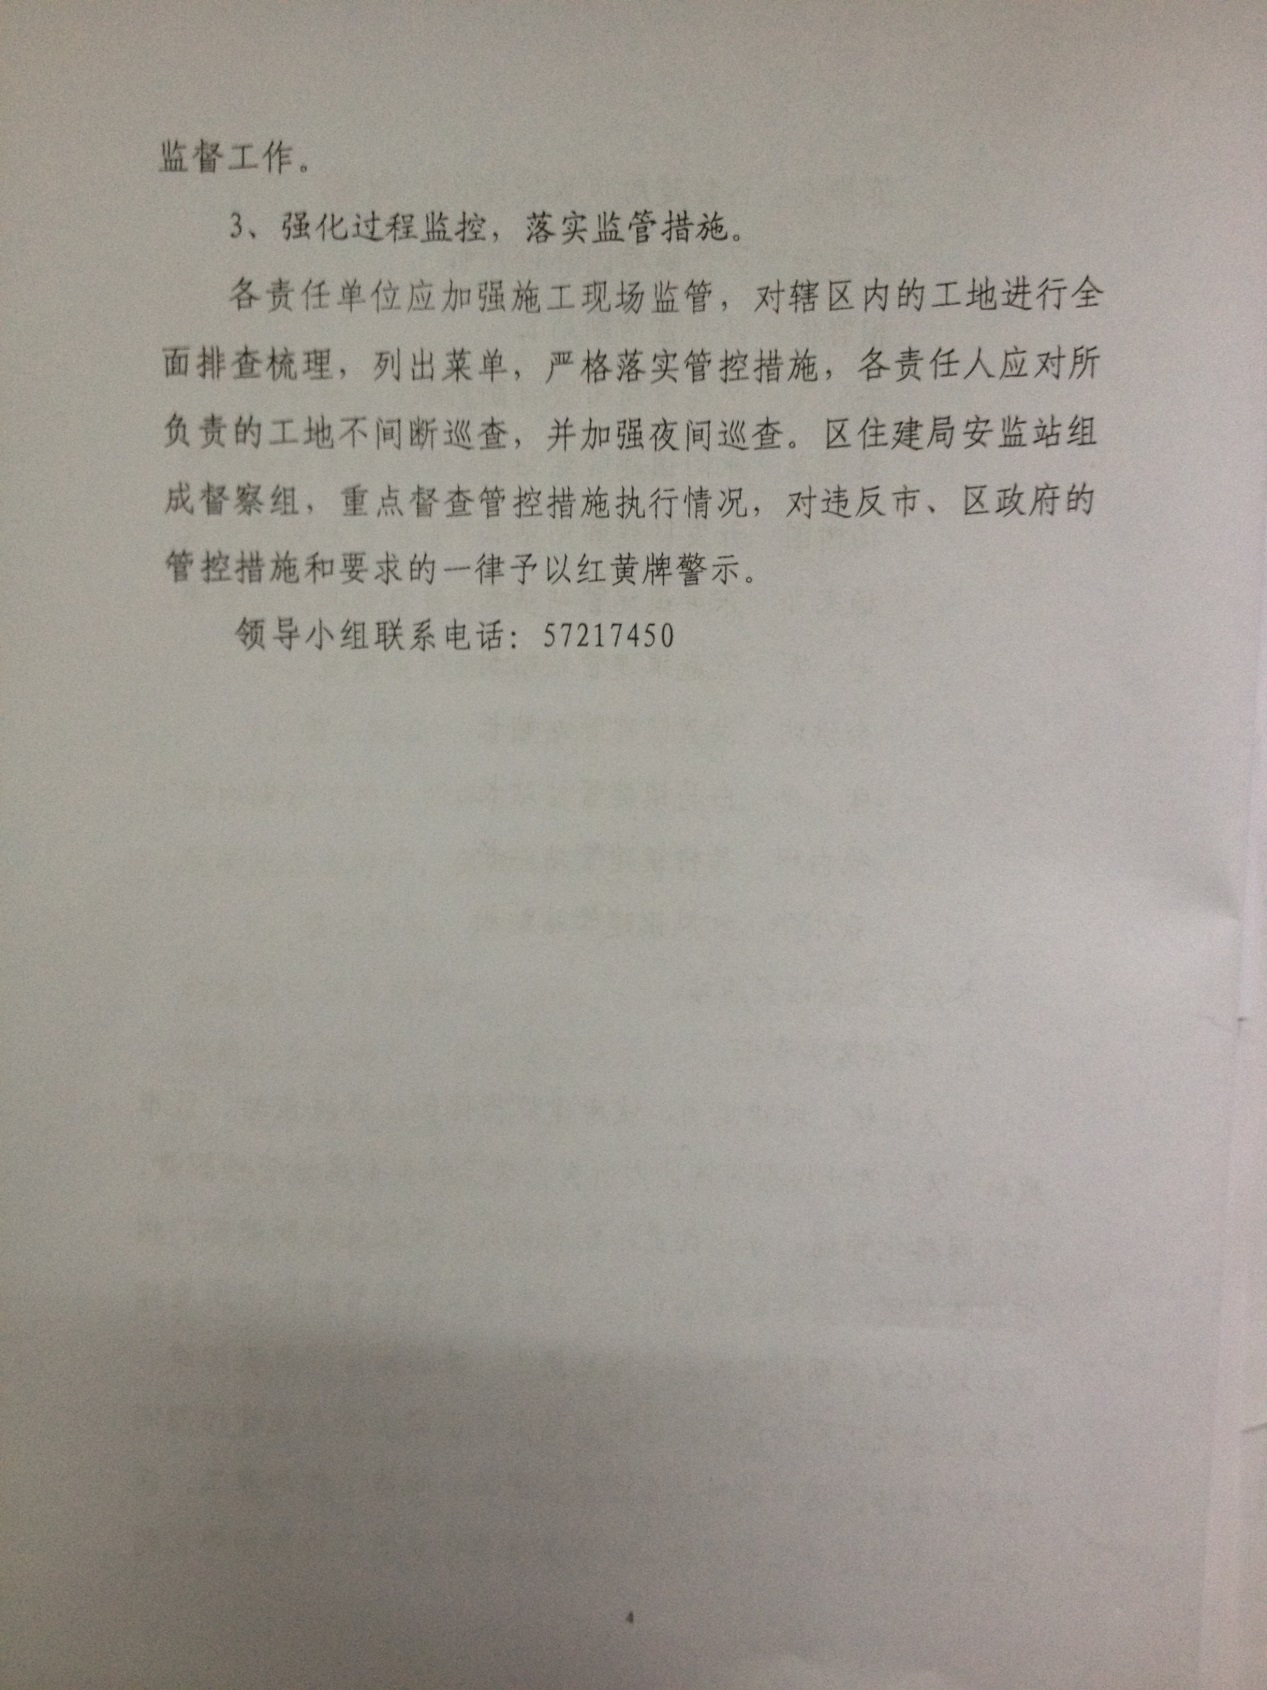 监督工作。
3、强化过程监控，落实监管措施。
各责任单位应加强施工现场监管，对辖区内的工地进行全
面排查梳理，列出菜单，严格落实管控措施，各责任人应对所
负责的工地不间断巡查，并加强夜间巡查。区住建局安监站组
成督察组，重点督查管控措施执行情况，对违反市、区政府的
管控措施和要求的一律予以红黄牌警示。
领导小组联系电话：57217450
4